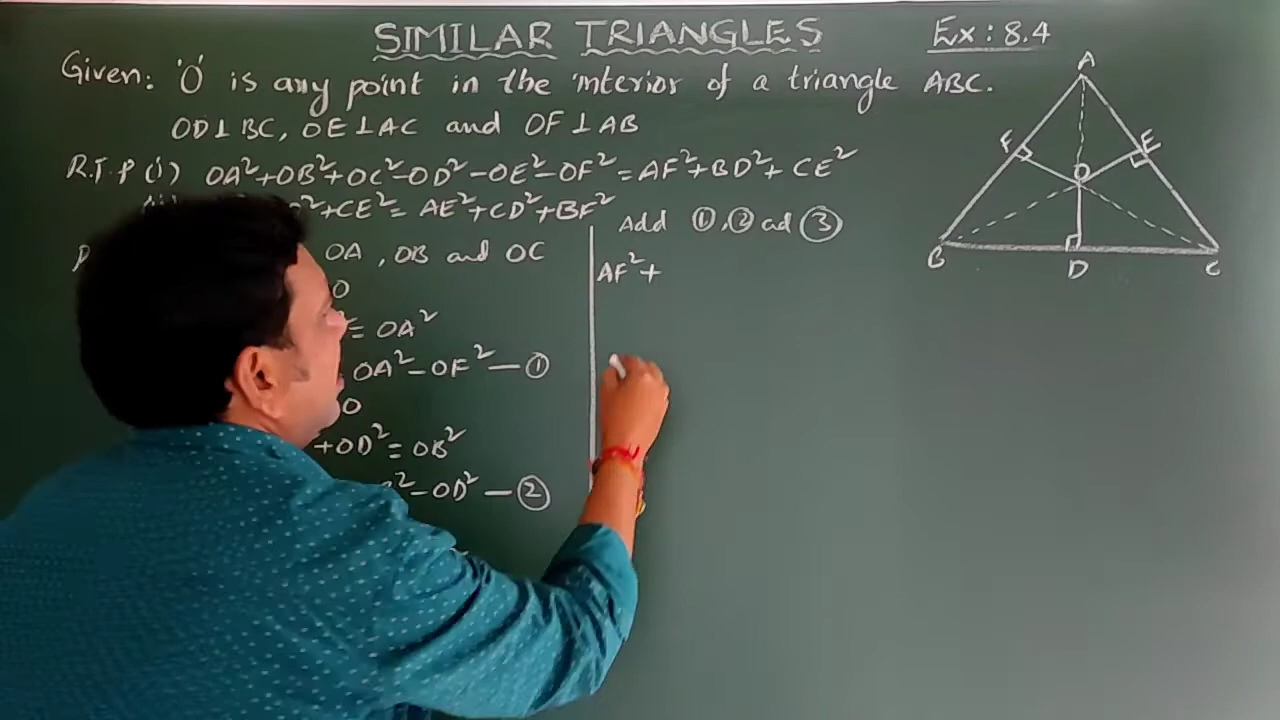 SIMILAR TRIANGLES
Ex: 8.4
Given: 'O' is any point in the interior of a triangle ABC.
OD⊥BC, OE⊥AC and OF⊥AB
R.T.P (i) OA²+OB²+OC²-OD²-OE²-OF²=AF²+BD²+CE²
²+CE²= AE²+CD²+BF²
OA, OB and OC
O
= OA²
OA²-OF² — ①
O
+OD²=OB²
²-OD² — ②
Add ①,② ad ③
AF²+
A
F
E
O
B
D
C